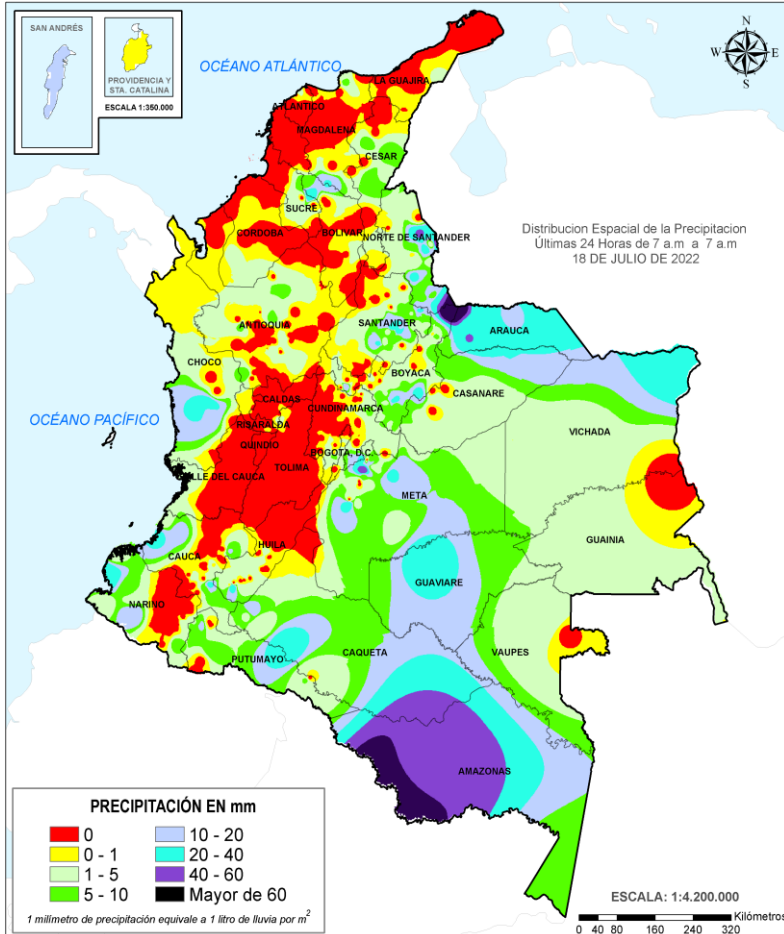 SAN ANDRÉS
PROVIDENCIA Y
STA. CATALINA
ESCALA 1:350.000
OCÉANO ATLÁNTICO
N
W
E
S
LA GUAJIRA
ATLANTICO
MAGDALENA
CESAR
SUCRE
CORDOBA
BOLIVAR
NORTE DE SANTANDER
Distribucion Espacial de la Precipitacion
Últimas 24 Horas de 7 a.m a 7 a.m
18 DE JULIO DE 2022
ANTIOQUIA
SANTANDER
ARAUCA
CHOCO
BOYACA
CASANARE
OCÉANO PACÍFICO
CALDAS
CUNDINAMARCA
RISARALDA
VICHADA
QUINDIO
BOGOTA, D.C.
TOLIMA
VALLE DEL CAUCA
META
GUAINIA
HUILA
CAUCA
GUAVIARE
NARINO
CAQUETA
VAUPES
PUTUMAYO
AMAZONAS
PRECIPITACIÓN EN mm
0
10 - 20
0 - 1
20 - 40
1 - 5
40 - 60
5 - 10
Mayor de 60
1 milímetro de precipitación equivale a 1 litro de lluvia por m²
ESCALA: 1:4.200.000
Kilómetros
0 40 80 160 240 320